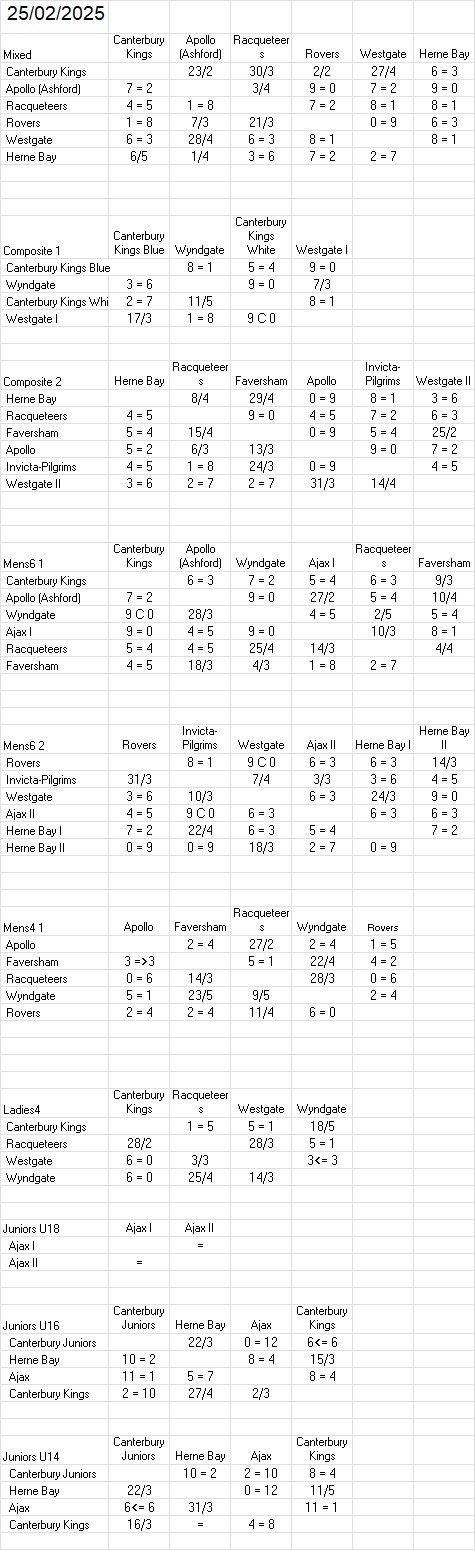 25/02/2025
Mixed Canterbury Kings Apollo (Ashford) Racqueteers Rovers Westgate Herne Bay
Canterbury Kings 23/2 30/3 2/2 27/4 6 = 3
Apollo (Ashford) 7 = 2 3/4 9 = 0 7 = 2 9 = 0
Racqueteers 4 = 5 1 = 8 7 = 2 8 = 1 8 = 1
Rovers 1 = 8 7/3 21/3 0 = 9 6 = 3
Westgate 6 = 3 28/4 6 = 3 8 = 1 8 = 1
Herne Bay 6/5 1/4 3 = 6 7 = 2 2 = 7
Composite 1 Canterbury Kings Blue Wyndgate Canterbury Kings White Westgate I
Canterbury Kings Blue 8 = 1 5 = 4 9 = 0
Wyndgate 3 = 6 9 = 0 7/3
Canterbury Kings Whi 2 = 7 11/5 8 = 1
Westgate I 17/3 1 = 8 9 C 0
Composite 2 Herne Bay Racqueteers Faversham Apollo Invicta-Pilgrims Westgate II
Herne Bay 8/4 29/4 0 = 9 8 = 1 3 = 6
Racqueteers 4 = 5 9 = 0 4 = 5 7 = 2 6 = 3
Faversham 5 = 4 15/4 0 = 9 5 = 4 25/2
Apollo 5 = 2 6/3 13/3 9 = 0 7 = 2
Invicta-Pilgrims 4 = 5 1 = 8 24/3 0 = 9 4 = 5
Westgate II 3 = 6 2 = 7 2 = 7 31/3 14/4
Mens6 1 Canterbury Kings Apollo (Ashford) Wyndgate Ajax I Racqueteers Faversham
Canterbury Kings 6 = 3 7 = 2 5 = 4 6 = 3 9/3
Apollo (Ashford) 7 = 2 9 = 0 27/2 5 = 4 10/4
Wyndgate 9 C 0 28/3 4 = 5 2/5 5 = 4
Ajax I 9 = 0 4 = 5 9 = 0 10/3 8 = 1
Racqueteers 5 = 4 4 = 5 25/4 14/3 4/4
Faversham 4 = 5 18/3 4/3 1 = 8 2 = 7
Mens6 2 Rovers Invicta-Pilgrims Westgate Ajax II Herne Bay I Herne Bay II
Rovers 8 = 1 9 C 0 6 = 3 6 = 3 14/3
Invicta-Pilgrims 31/3 7/4 3/3 3 = 6 4 = 5
Westgate 3 = 6 10/3 6 = 3 24/3 9 = 0
Ajax II 4 = 5 9 C 0 6 = 3 6 = 3 6 = 3
Herne Bay I 7 = 2 22/4 6 = 3 5 = 4 7 = 2
Herne Bay II 0 = 9 0 = 9 18/3 2 = 7 0 = 9
Mens4 1 Apollo Faversham Racqueteers Wyndgate Rovers
Apollo 2 = 4 27/2 2 = 4 1 = 5
Faversham 3 =>3 5 = 1 22/4 4 = 2
Racqueteers 0 = 6 14/3 28/3 0 = 6
Wyndgate 5 = 1 23/5 9/5 2 = 4
Rovers 2 = 4 2 = 4 11/4 6 = 0
Ladies4 Canterbury Kings Racqueteers Westgate Wyndgate
Canterbury Kings 1 = 5 5 = 1 18/5
Racqueteers 28/2 28/3 5 = 1
Westgate 6 = 0 3/3 3<= 3
Wyndgate 6 = 0 25/4 14/3
Juniors U18 Ajax I Ajax II
Ajax I =
Ajax II =
Juniors U16 Canterbury Juniors Herne Bay Ajax Canterbury Kings
Canterbury Juniors 22/3 0 = 12 6<= 6
Herne Bay 10 = 2 8 = 4 15/3
Ajax 11 = 1 5 = 7 8 = 4
Canterbury Kings 2 = 10 27/4 2/3
Juniors U14 Canterbury Juniors Herne Bay Ajax Canterbury Kings
Canterbury Juniors 10 = 2 2 = 10 8 = 4
Herne Bay 22/3 0 = 12 11/5
Ajax 6<= 6 31/3 11 = 1
Canterbury Kings 16/3 = 4 = 8